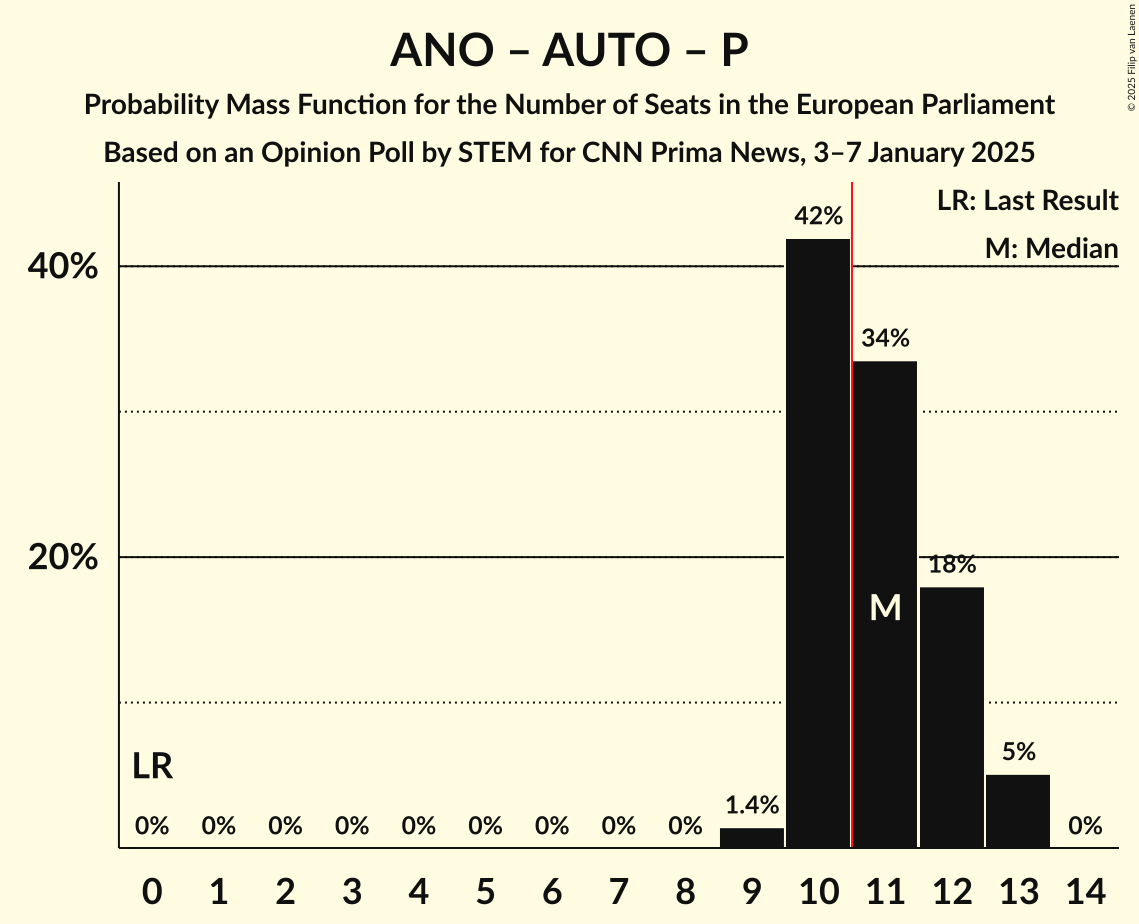 ANO – AUTO – P
Probability Mass Function for the Number of Seats in the European Parliament
Based on an Opinion Poll by STEM for CNN Prima News, 3–7 January 2025
© 2025 Filip van Laenen
LR: Last Result
M: Median
40%
20%
42%
34%
18%
M
5%
1.4%
LR
0% 0% 0% 0% 0% 0% 0% 0% 0% 0%
0 1 2 3 4 5 6 7 8 9 10 11 12 13 14